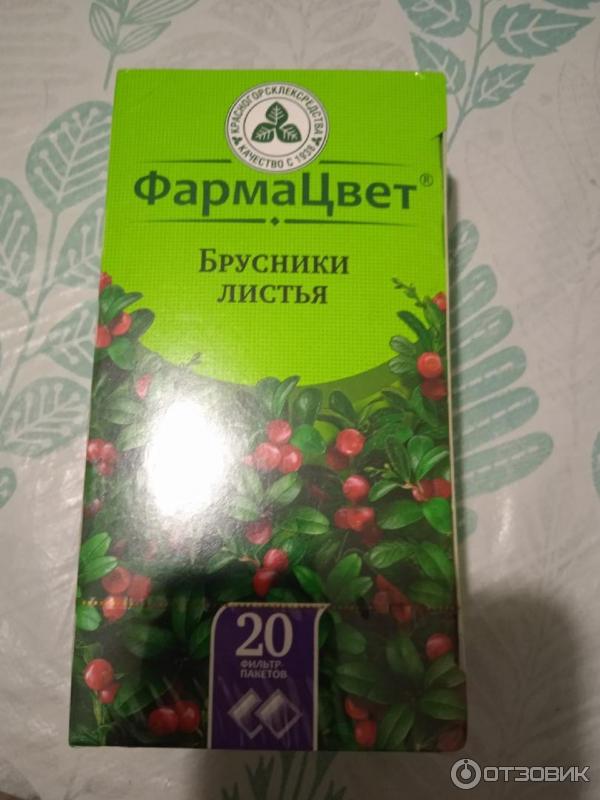 КРАСНОГОРСКЛЕКСРЕДСТВА
КАЧЕСТВО С 1938
ФармаЦвет®
БРУСНИКИ
ЛИСТЬЯ
20
ФИЛЬТР-
ПАКЕТОВ
ОТЗОВИК